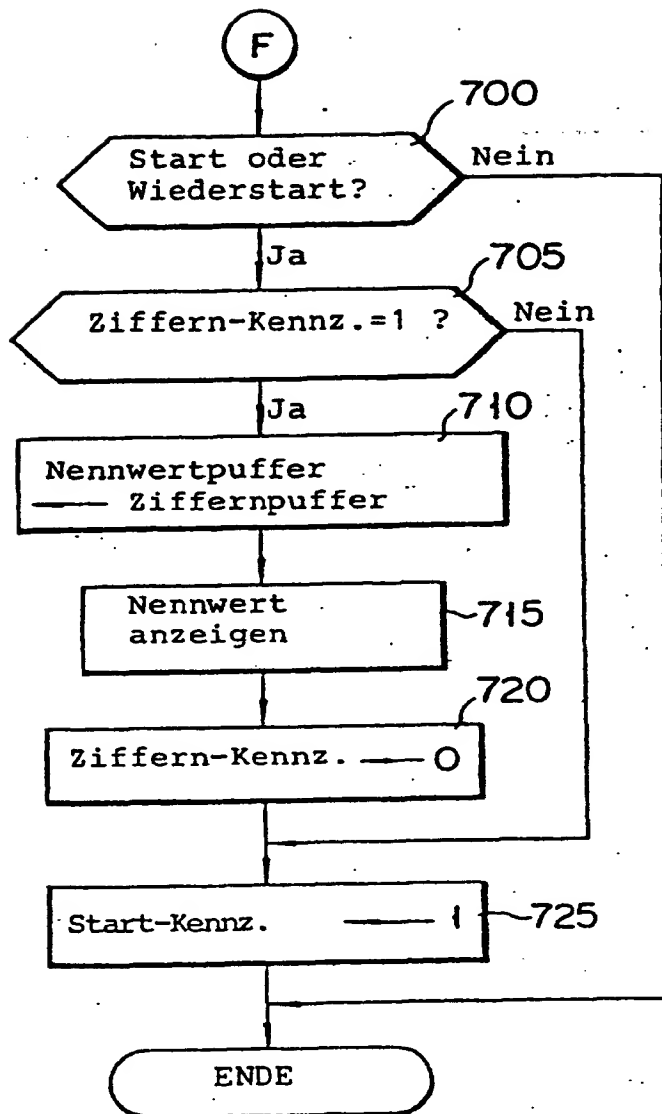 F
700
Start oder
Wiederstart?
Nein
Ja
705
Ziffern-Kennz.=1 ?
Nein
Ja
710
Nennwertpuffer
Ziffernpuffer
Nennwert
anzeigen
715
720
Ziffern-Kennz. 0
Start-Kennz. 1
725
ENDE